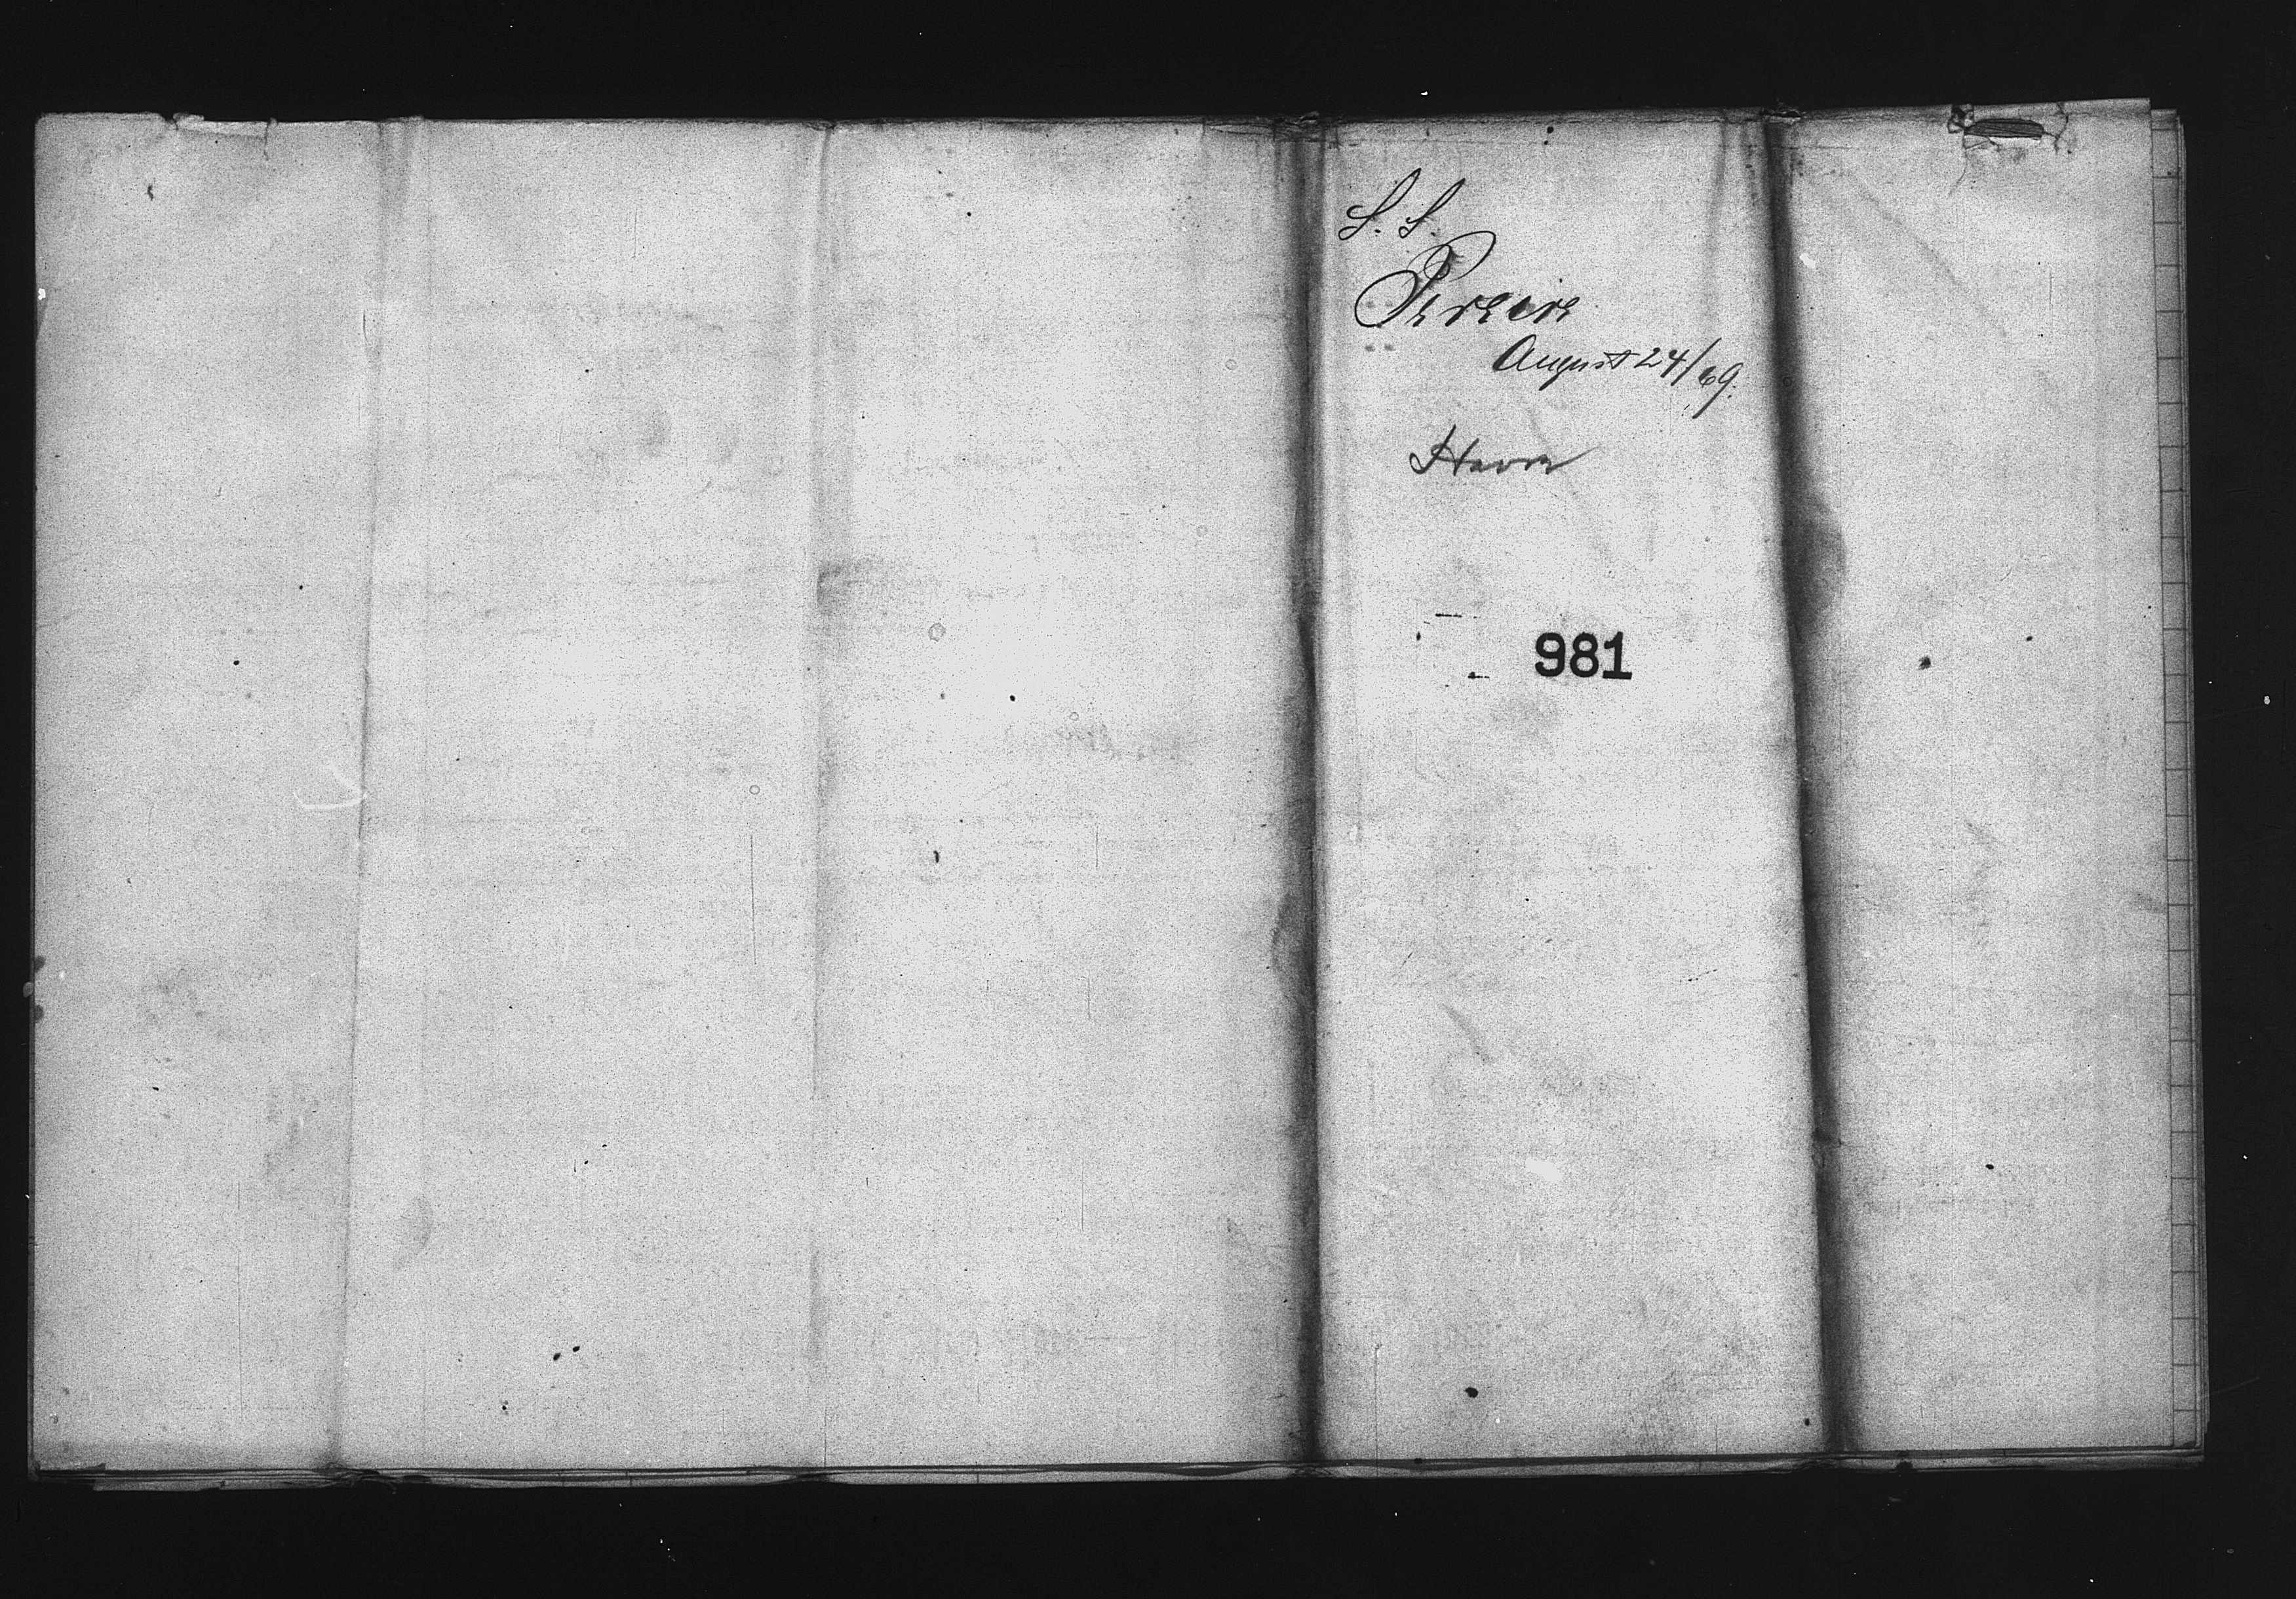 S. S.
Pereire
August 24/69.
Havre
981